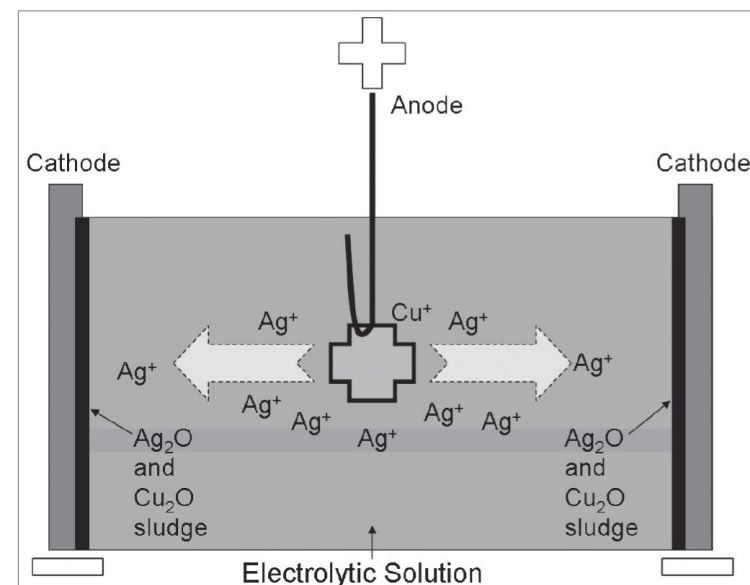 Anode
Cathode
Cathode
Cu⁺
Ag⁺
Ag⁺
Ag⁺
Ag⁺
Ag⁺
Ag⁺
Ag⁺
Ag⁺
Ag⁺
Ag₂O
and
Cu₂O
sludge
Ag₂O
and
Cu₂O
sludge
Electrolytic Solution